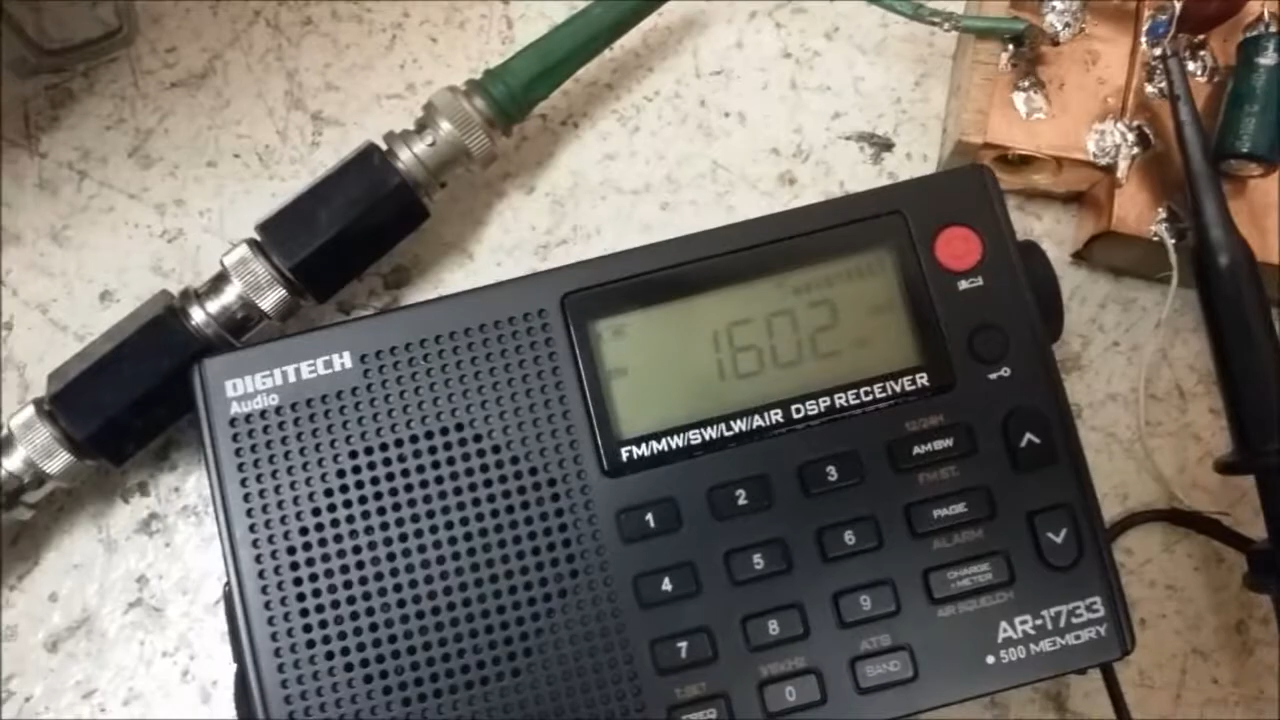 DIGITECH
Audio
1602
FM/MW/SW/LW/AIR DSP RECEIVER
12/24H
AM BW
1
2
3
FM ST.
PAGE
4
5
6
ALARM
CHARGE
METER
7
8
9
AIR SQUELCH
AR-1733
500 MEMORY
T.SET
0
ATS
BAND
FREQ